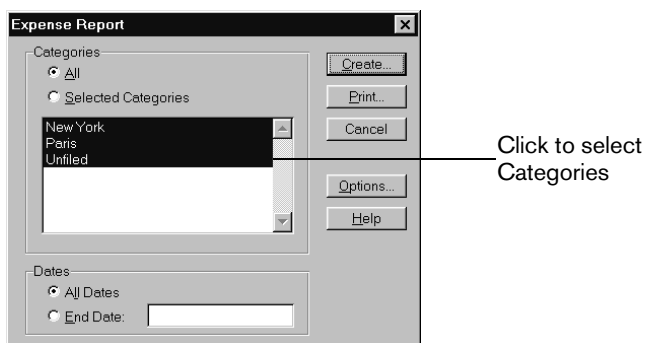 Expense Report
Categories
All
Selected Categories
New York
Paris
Unfiled
Create...
Print...
Cancel
Options...
Help
Click to select
Categories
Dates
All Dates
End Date: